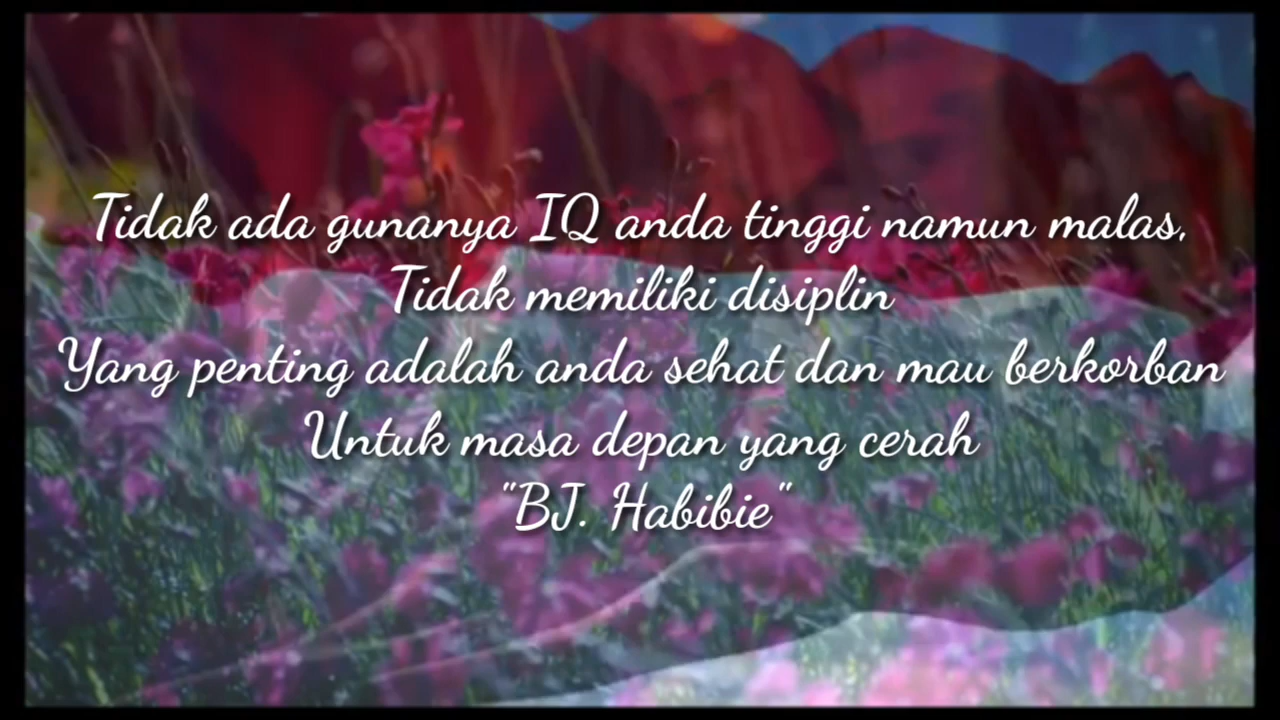 Tidak ada gunanya IQ anda tinggi namun malas,
Tidak memiliki disiplin
Yang penting adalah anda sehat dan mau berkorban
Untuk masa depan yang cerah
"BJ. Habibie"